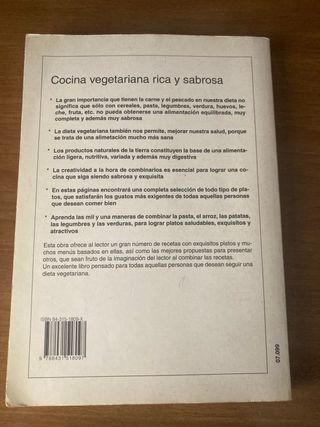 Cocina vegetariana rica y sabrosa
* La gran importancia que tienen la carne y el pescado en nuestra dieta no
significa que sólo con cereales, pasta, legumbres, verdura, huevos, le-
che, fruta, etc. no pueda obtenerse una alimentación equilibrada, muy
completa y además muy sabrosa
* La dieta vegetariana también nos permite, mejorar nuestra salud, porque
se trata de una alimetación mucho más sana
* Los productos naturales de la tierra constituyen la base de una alimenta-
ción ligera, nutritiva, variada y además muy digestiva
* La creatividad a la hora de combinarlos es esencial para lograr una co-
cina que siga siendo sabrosa y exquisita
* En estas páginas encontrará una completa selección de todo tipo de pla-
tos, que satisfarán los gustos más exigentes de todas aquellas personas
que desean comer bien
* Aprenda las mil y una maneras de combinar la pasta, el arroz, las patatas,
las legumbres y las verduras, para lograr platos saludables, exquisitos y
atractivos
Esta obra ofrece al lector un gran número de recetas con exquisitos platos y mu-
chos menús basados en ellas, así como las mejores propuestas para presentar
otros, que sean fruto de la imaginación del lector al combinar las recetas.
Un excelente libro pensado para todas aquellas personas que desean seguir una
dieta vegetariana.
ISBN 84-315-1809-X
9 788431 518097
07.099